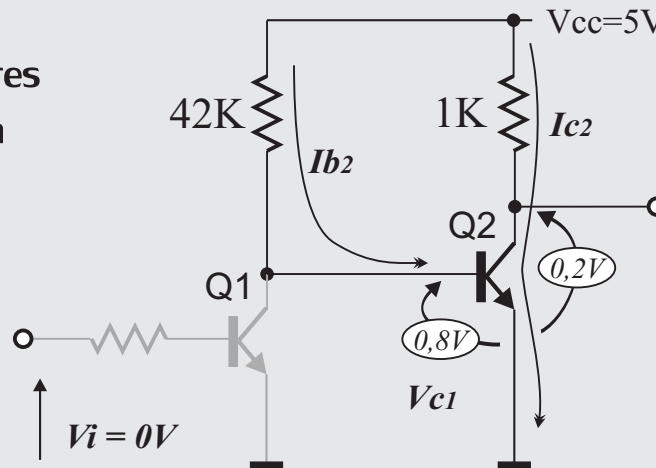 Vcc=5V
res
42K
1K
Ic2
Ib2
Q2
0,2V
Q1
0,8V
Vc1
Vi = 0V